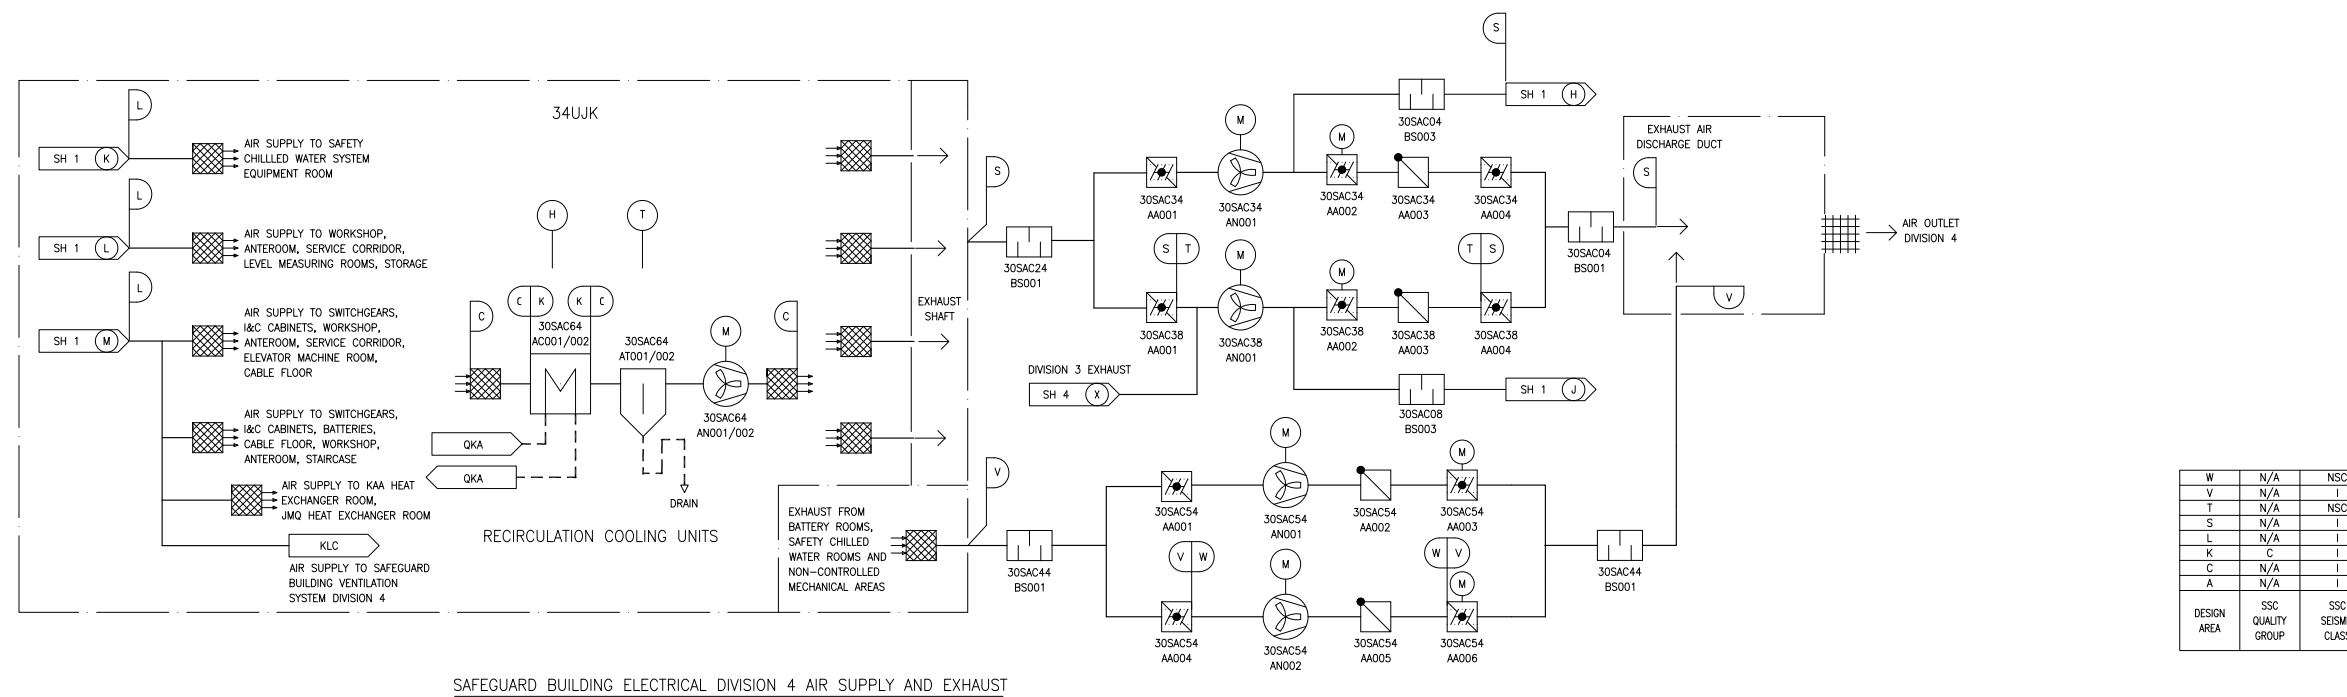 34UJK
L
SH 1 K
AIR SUPPLY TO SAFETY
CHILLLED WATER SYSTEM
EQUIPMENT ROOM
L
SH 1 L
AIR SUPPLY TO WORKSHOP,
ANTEROOM, SERVICE CORRIDOR,
LEVEL MEASURING ROOMS, STORAGE
L
SH 1 M
AIR SUPPLY TO SWITCHGEARS,
I&C CABINETS, WORKSHOP,
ANTEROOM, SERVICE CORRIDOR,
ELEVATOR MACHINE ROOM,
CABLE FLOOR
AIR SUPPLY TO SWITCHGEARS,
I&C CABINETS, BATTERIES,
CABLE FLOOR, WORKSHOP,
ANTEROOM, STAIRCASE
AIR SUPPLY TO KAA HEAT
EXCHANGER ROOM,
JMQ HEAT EXCHANGER ROOM
KLC
AIR SUPPLY TO SAFEGUARD
BUILDING VENTILATION
SYSTEM DIVISION 4
H
T
C
C K
K C
30SAC64
AC001/002
30SAC64
AT001/002
M
C
30SAC64
AN001/002
QKA
QKA
DRAIN
RECIRCULATION COOLING UNITS
EXHAUST
SHAFT
EXHAUST FROM
BATTERY ROOMS,
SAFETY CHILLED
WATER ROOMS AND
NON-CONTROLLED
MECHANICAL AREAS
S
30SAC24
BS001
30SAC34
AA001
M
30SAC34
AN001
M
30SAC34
AA002
30SAC34
AA003
30SAC34
AA004
30SAC04
BS003
S
SH 1 H
S T
T S
30SAC38
AA001
M
30SAC38
AN001
M
30SAC38
AA002
30SAC38
AA003
30SAC38
AA004
DIVISION 3 EXHAUST
SH 4 X
30SAC08
BS003
SH 1 J
30SAC04
BS001
EXHAUST AIR
DISCHARGE DUCT
S
V
AIR OUTLET
DIVISION 4
V
30SAC44
BS001
30SAC54
AA001
M
30SAC54
AN001
30SAC54
AA002
M
30SAC54
AA003
V W
W V
30SAC54
AA004
M
30SAC54
AN002
30SAC54
AA005
M
30SAC54
AA006
30SAC44
BS001
W N/A NSC
V N/A I
T N/A NSC
S N/A I
L N/A I
K C I
C N/A I
A N/A I
DESIGN
AREA
SSC
QUALITY
GROUP
SSC
SEISMI
CLASS
SAFEGUARD BUILDING ELECTRICAL DIVISION 4 AIR SUPPLY AND EXHAUST